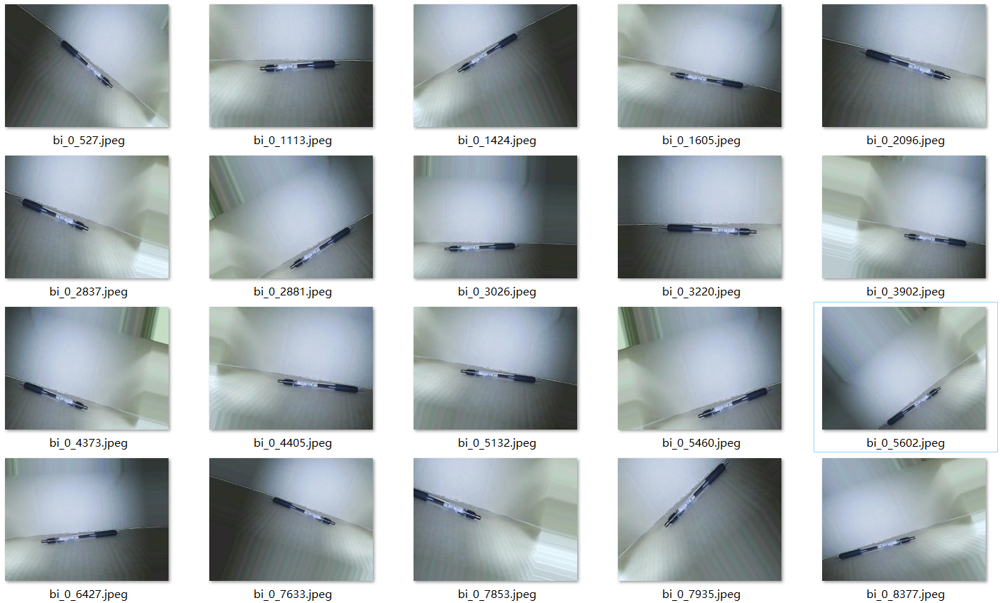 bi_0_527.jpeg bi_0_1113.jpeg bi_0_1424.jpeg bi_0_1605.jpeg bi_0_2096.jpeg
bi_0_2837.jpeg bi_0_2881.jpeg bi_0_3026.jpeg bi_0_3220.jpeg bi_0_3902.jpeg
bi_0_4373.jpeg bi_0_4405.jpeg bi_0_5132.jpeg bi_0_5460.jpeg bi_0_5602.jpeg
bi_0_6427.jpeg bi_0_7633.jpeg bi_0_7853.jpeg bi_0_7935.jpeg bi_0_8377.jpeg